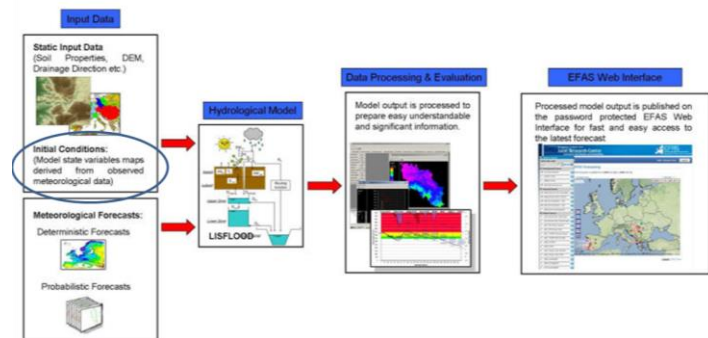 Input Data
Static Input Data
(Soil Properties, DEM,
Drainage Direction etc.)
Initial Conditions:
(Model state variables maps
derived from observed
meteorological data)
Meteorological Forecasts:
Deterministic Forecasts
Probabilistic Forecasts
Hydrological Model
LISFLOOD
Data Processing & Evaluation
Model output is processed to
prepare easy understandable
and significant information.
EFAS Web Interface
Processed model output is published on
the password protected EFAS Web
Interface for fast and easy access to
the latest forecast